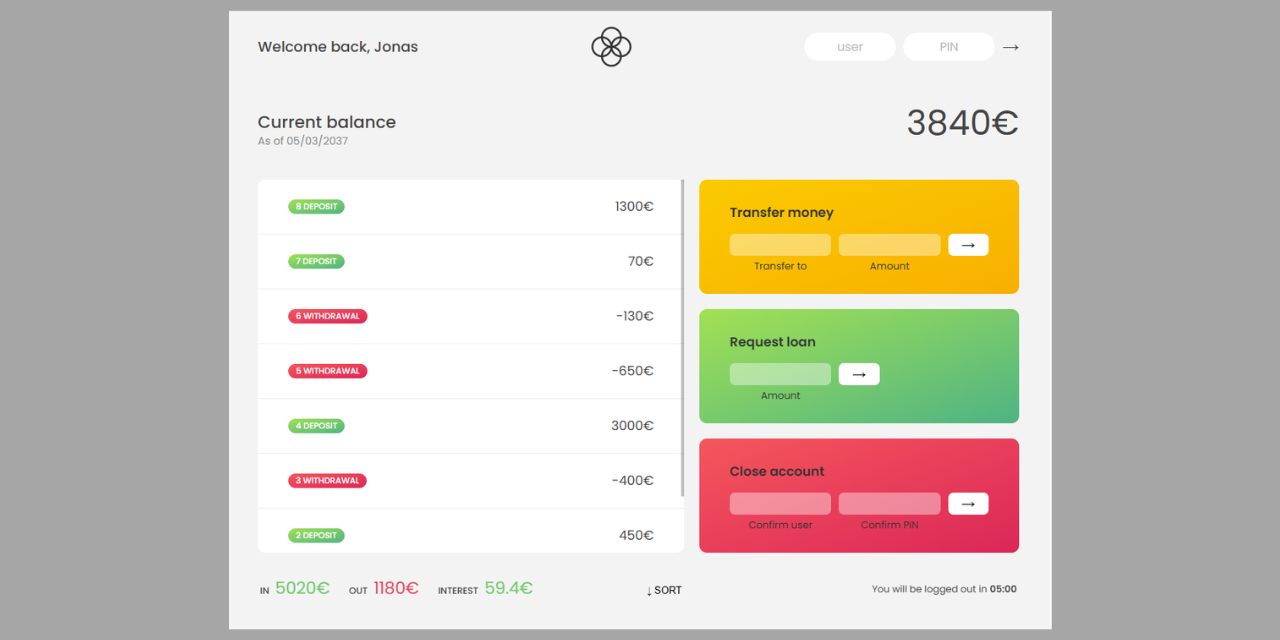 Welcome back, Jonas
user
PIN
→
Current balance
As of 05/03/2037
3840€
8 DEPOSIT 1300€
7 DEPOSIT 70€
6 WITHDRAWAL -130€
5 WITHDRAWAL -650€
4 DEPOSIT 3000€
3 WITHDRAWAL -400€
2 DEPOSIT 450€
Transfer money
→
Transfer to Amount
Request loan
→
Amount
Close account
→
Confirm user Confirm PIN
IN 5020€ OUT 1180€ INTEREST 59.4€
↓ SORT
You will be logged out in 05:00